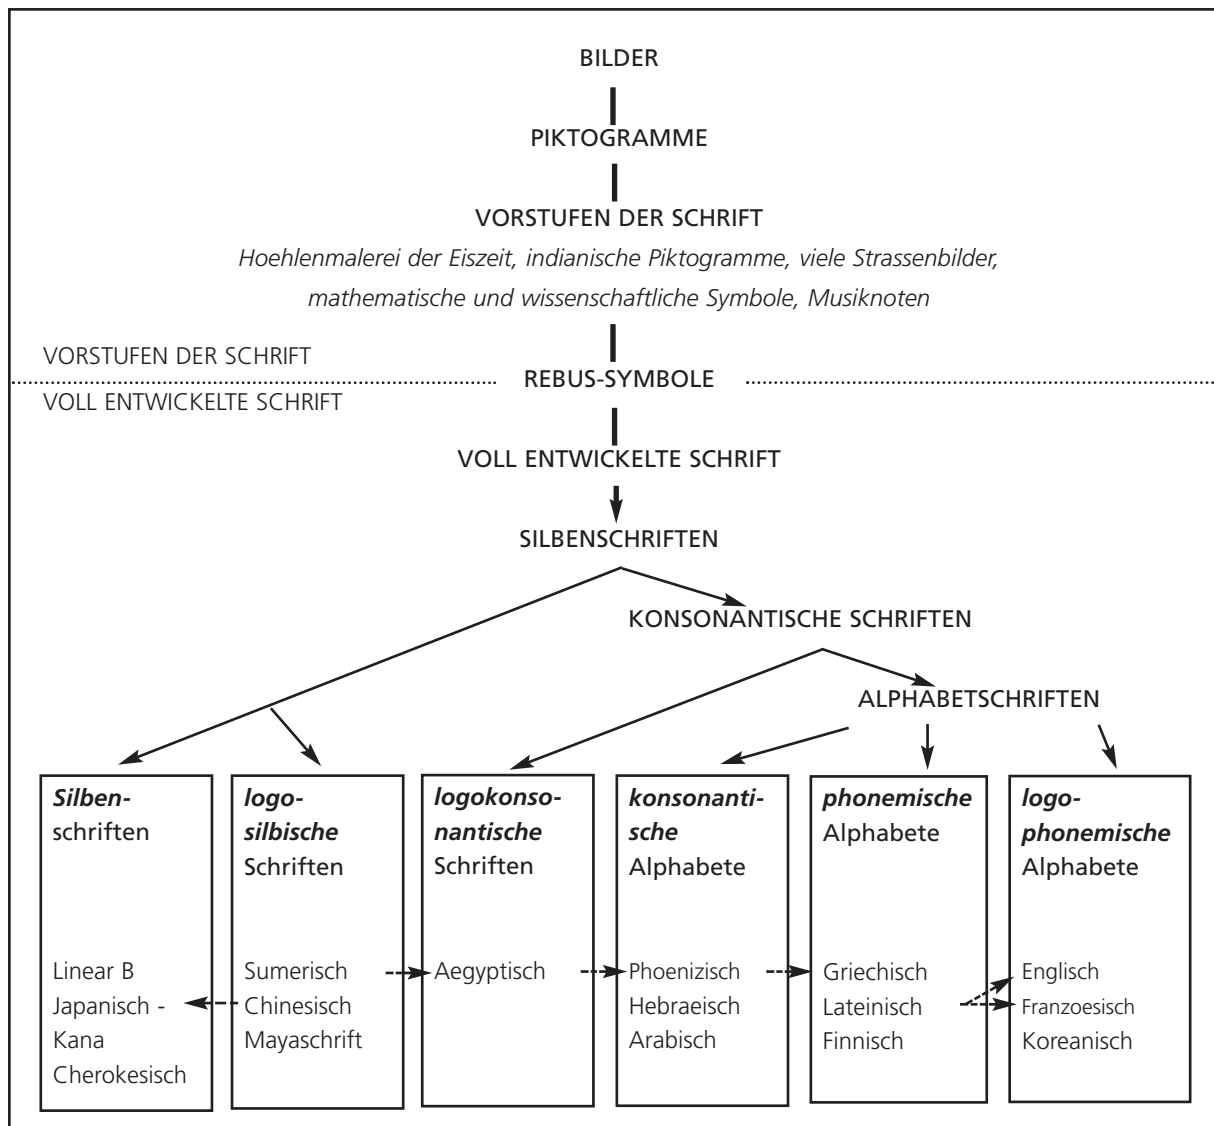 BILDER
PIKTOGRAMME
VORSTUFEN DER SCHRIFT
Hoehlenmalerei der Eiszeit, indianische Piktogramme, viele Strassenbilder,
mathematische und wissenschaftliche Symbole, Musiknoten
VORSTUFEN DER SCHRIFT
REBUS-SYMBOLE
VOLL ENTWICKELTE SCHRIFT
VOLL ENTWICKELTE SCHRIFT
SILBENSCHRIFTEN
KONSONANTISCHE SCHRIFTEN
ALPHABETSCHRIFTEN
Silben-
schriften
Linear B
Japanisch -
Kana
Cherokesisch
logo-
silbische
Schriften
Sumerisch
Chinesisch
Mayaschrift
logokonso-
nantische
Schriften
Aegyptisch
konsonanti-
sche
Alphabete
Phoenizisch
Hebraeisch
Arabisch
phonemische
Alphabete
Griechisch
Lateinisch
Finnisch
logo-
phonemische
Alphabete
Englisch
Franzoesisch
Koreanisch